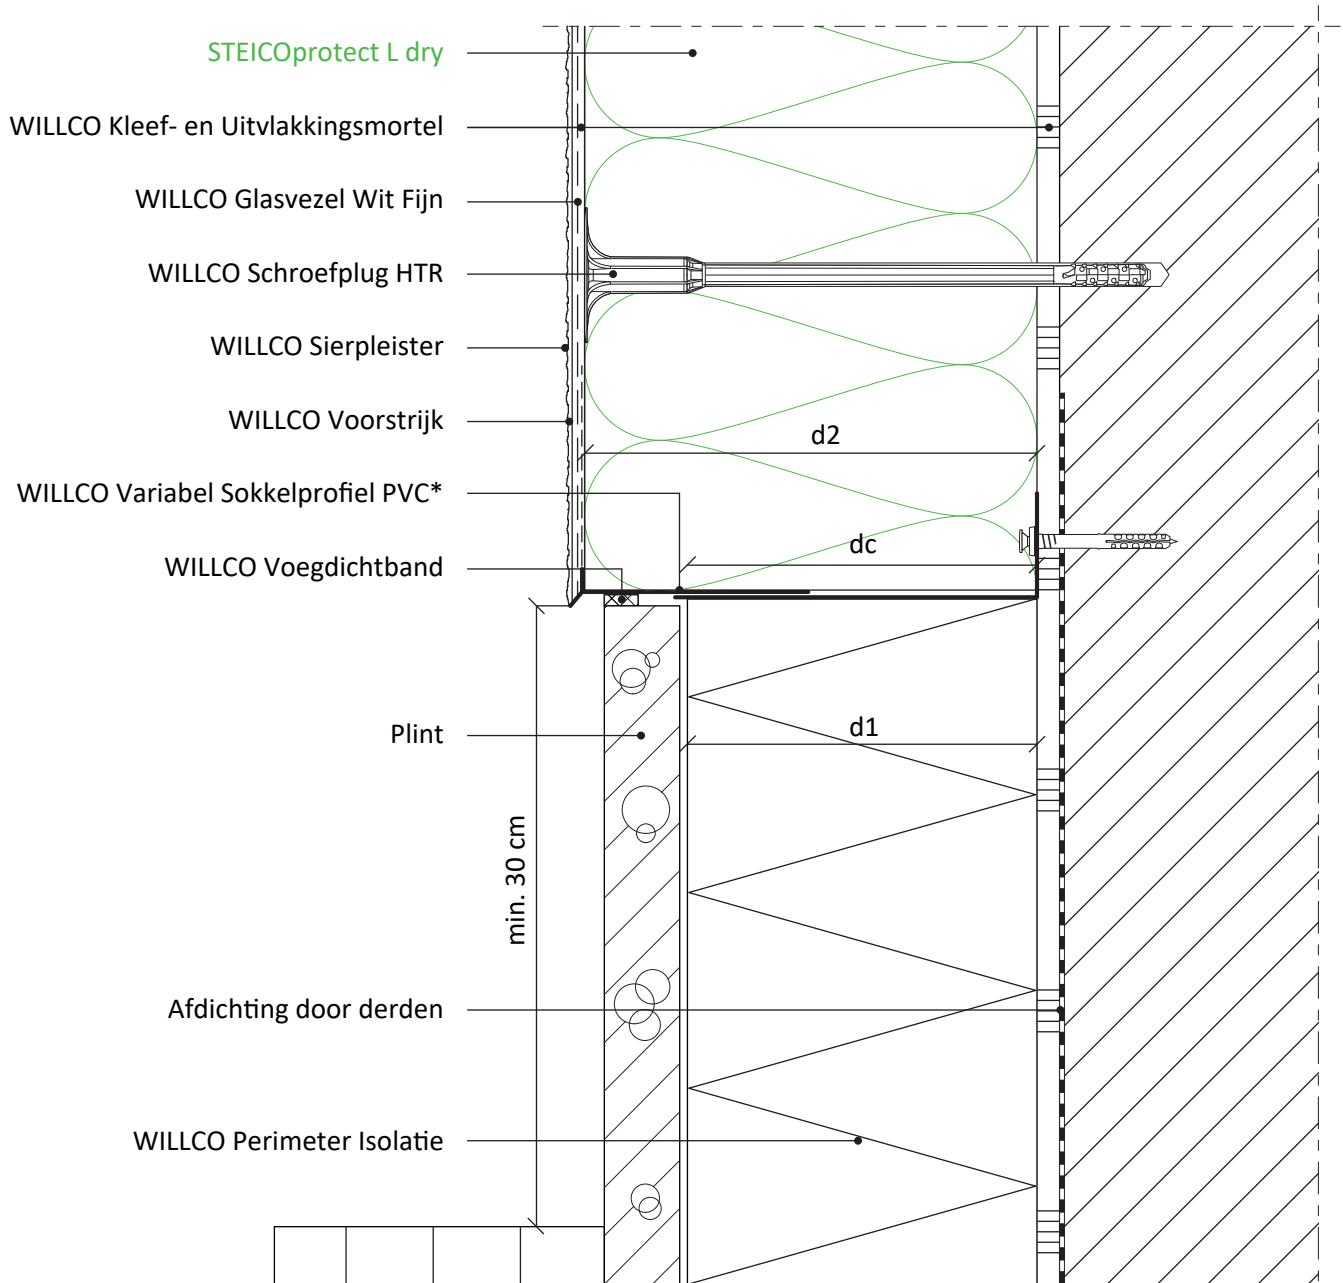 STEICOprotect L dry
WILLCO Kleef- en Uitvlakkingsmortel
WILLCO Glasvezel Wit Fijn
WILLCO Schroefplug HTR
WILLCO Sierpleister
WILLCO Voorstrijk
d2
WILLCO Variabel Sokkelprofiel PVC*
dc
WILLCO Voegdichtband
Plint
d1
min. 30 cm
Afdichting door derden
WILLCO Perimeter Isolatie